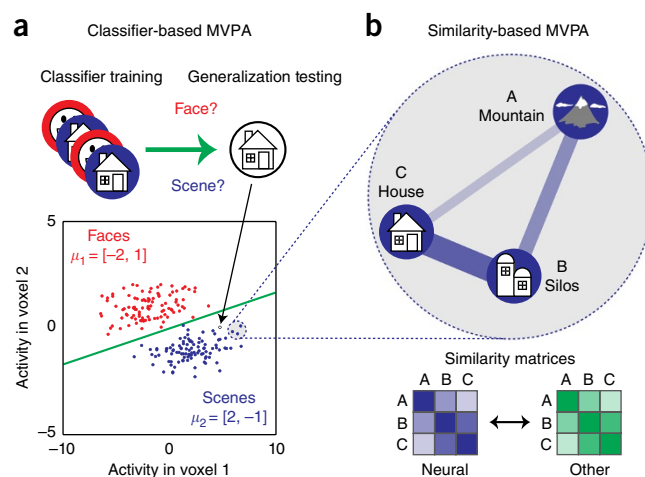 a
Classifier-based MVPA
Classifier training
Generalization testing
Face?
Scene?
5
0
−5
Activity in voxel 2
Faces
μ1 = [−2, 1]
Scenes
μ2 = [2, −1]
−10
0
10
Activity in voxel 1
b
Similarity-based MVPA
A
Mountain
C
House
B
Silos
Similarity matrices
A B C
A
B
C
Neural
A B C
A
B
C
Other